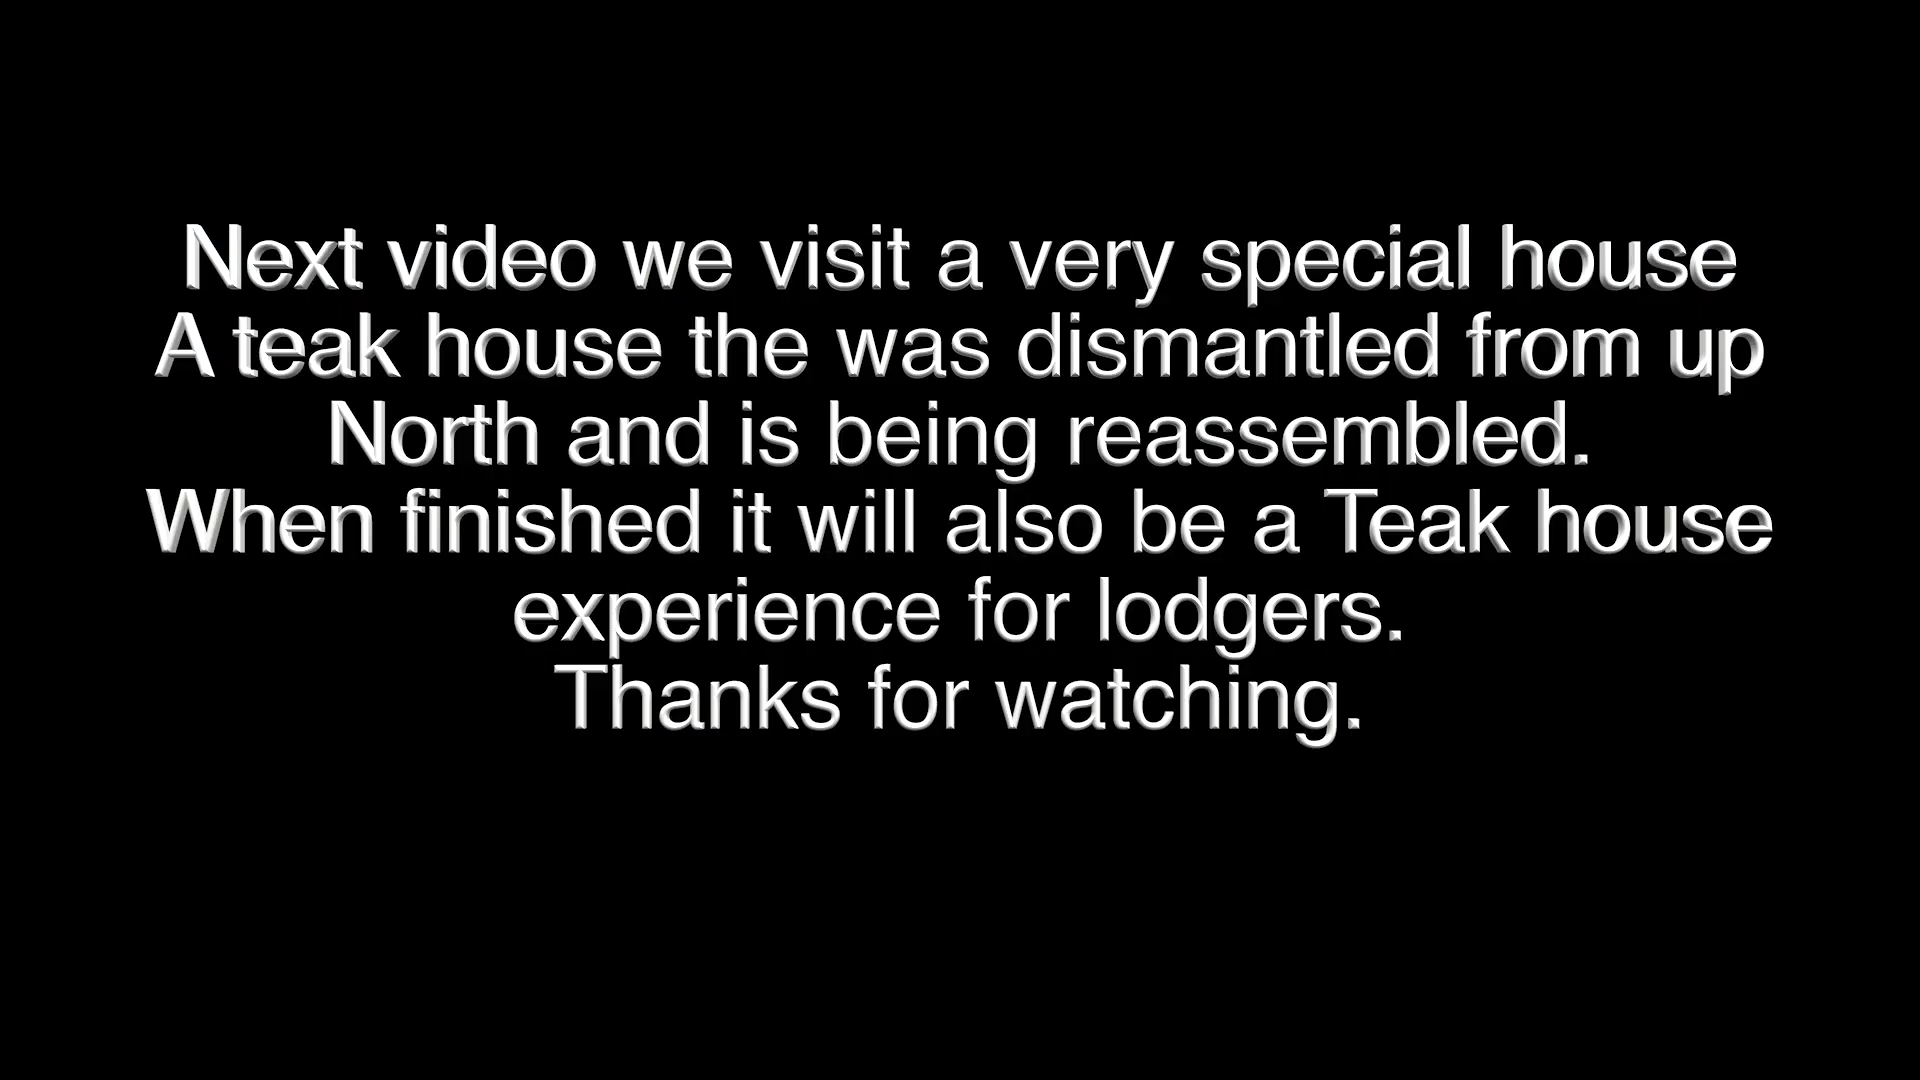 Next video we visit a very special house
A teak house the was dismantled from up
North and is being reassembled.
When finished it will also be a Teak house
experience for lodgers.
Thanks for watching.